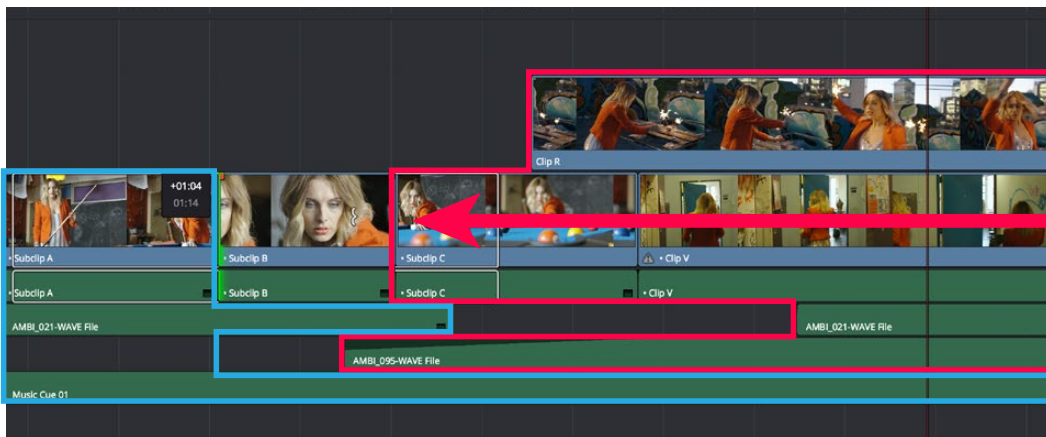 Clip R
+01:04
01:14
Subclip A
Subclip B
Subclip C
Clip V
Subclip A
Subclip B
Subclip C
Clip V
AMBI_021-WAVE File
AMBI_021-WAVE File
AMBI_095-WAVE File
Music Cue 01